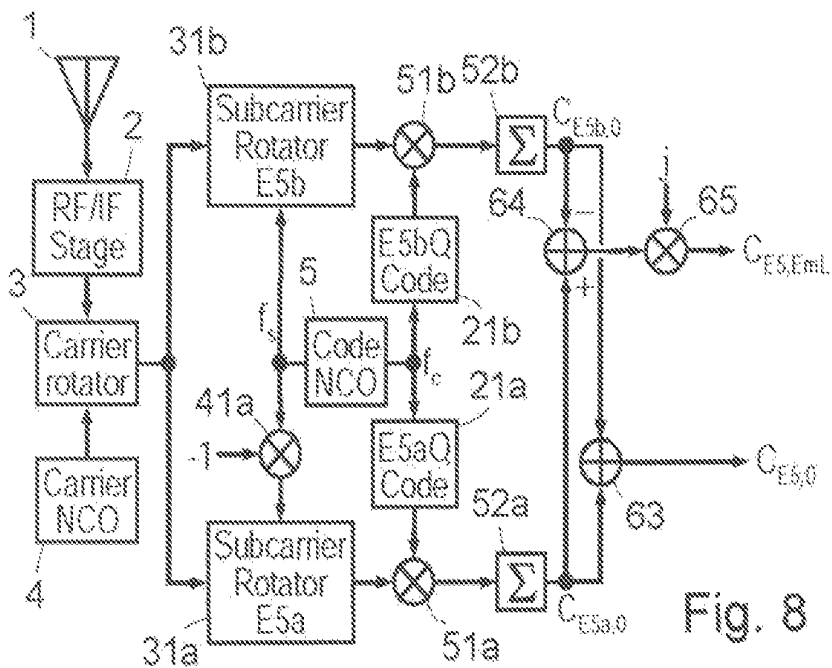 1
2
RF/IF
Stage
3
Carrier
rotator
Carrier
NCO
4
31b
Subcarrier
Rotator
E5b
51b
52b
Σ
C_E5b,0
j
64
−
+
65
C_E5,EmL
E5bQ
Code
21b
5
Code
NCO
f_s
f_c
41a
-1
21a
E5aQ
Code
C_E5,0
63
Subcarrier
Rotator
E5a
31a
51a
52a
Σ
C_E5a,0
Fig. 8